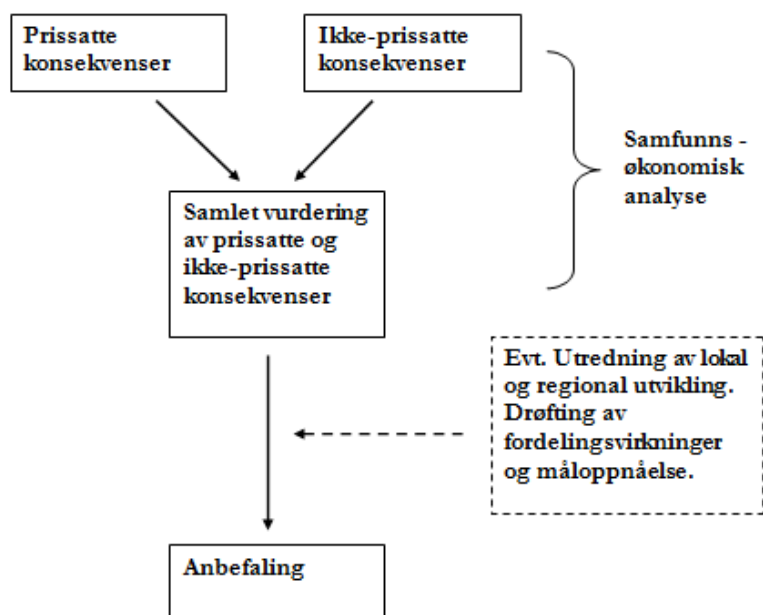 Prissatte
konsekvenser
Ikke-prissatte
konsekvenser
Samfunns -
økonomisk
analyse
Samlet vurdering
av prissatte og
ikke-prissatte
konsekvenser
Evt. Utredning av lokal
og regional utvikling.
Drøfting av
fordelingsvirkninger
og måloppnåelse.
Anbefaling